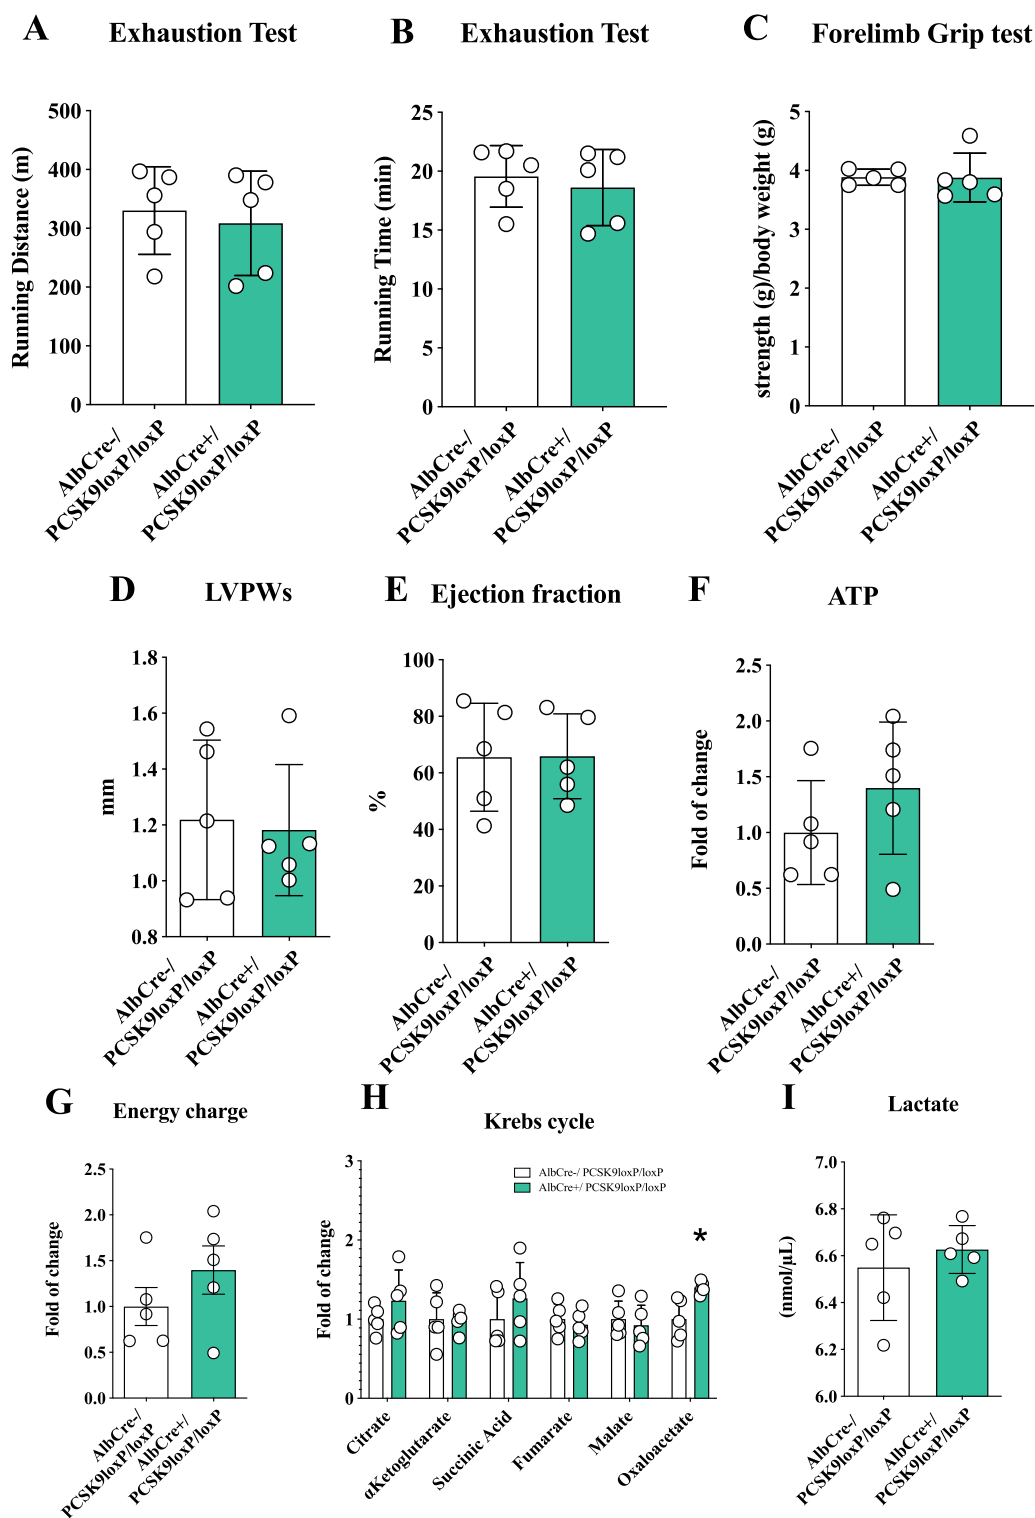 A Exhaustion Test
Running Distance (m)
500
400
300
200
100
0
AlbCre-/
PCSK9loxP/loxP
AlbCre+/
PCSK9loxP/loxP
B Exhaustion Test
Running Time (min)
25
20
15
10
5
0
AlbCre-/
PCSK9loxP/loxP
AlbCre+/
PCSK9loxP/loxP
C Forelimb Grip test
strength (g)/body weight (g)
5
4
3
2
1
0
AlbCre-/
PCSK9loxP/loxP
AlbCre+/
PCSK9loxP/loxP
D LVPWs
mm
1.8
1.6
1.4
1.2
1.0
0.8
AlbCre-/
PCSK9loxP/loxP
AlbCre+/
PCSK9loxP/loxP
E Ejection fraction
%
100
80
60
40
20
0
AlbCre-/
PCSK9loxP/loxP
AlbCre+/
PCSK9loxP/loxP
F ATP
Fold of change
2.5
2.0
1.5
1.0
0.5
0.0
AlbCre-/
PCSK9loxP/loxP
AlbCre+/
PCSK9loxP/loxP
G Energy charge
Fold of change
2.5
2.0
1.5
1.0
0.5
0.0
AlbCre-/
PCSK9loxP/loxP
AlbCre+/
PCSK9loxP/loxP
H Krebs cycle
Fold of change
3
2
1
0
AlbCre-/ PCSK9loxP/loxP
AlbCre+/ PCSK9loxP/loxP
*
Citrate
αKetoglutarate
Succinic Acid
Fumarate
Malate
Oxaloacetate
I Lactate
(nmol/µL)
7.0
6.8
6.6
6.4
6.2
6.0
AlbCre-/
PCSK9loxP/loxP
AlbCre+/
PCSK9loxP/loxP